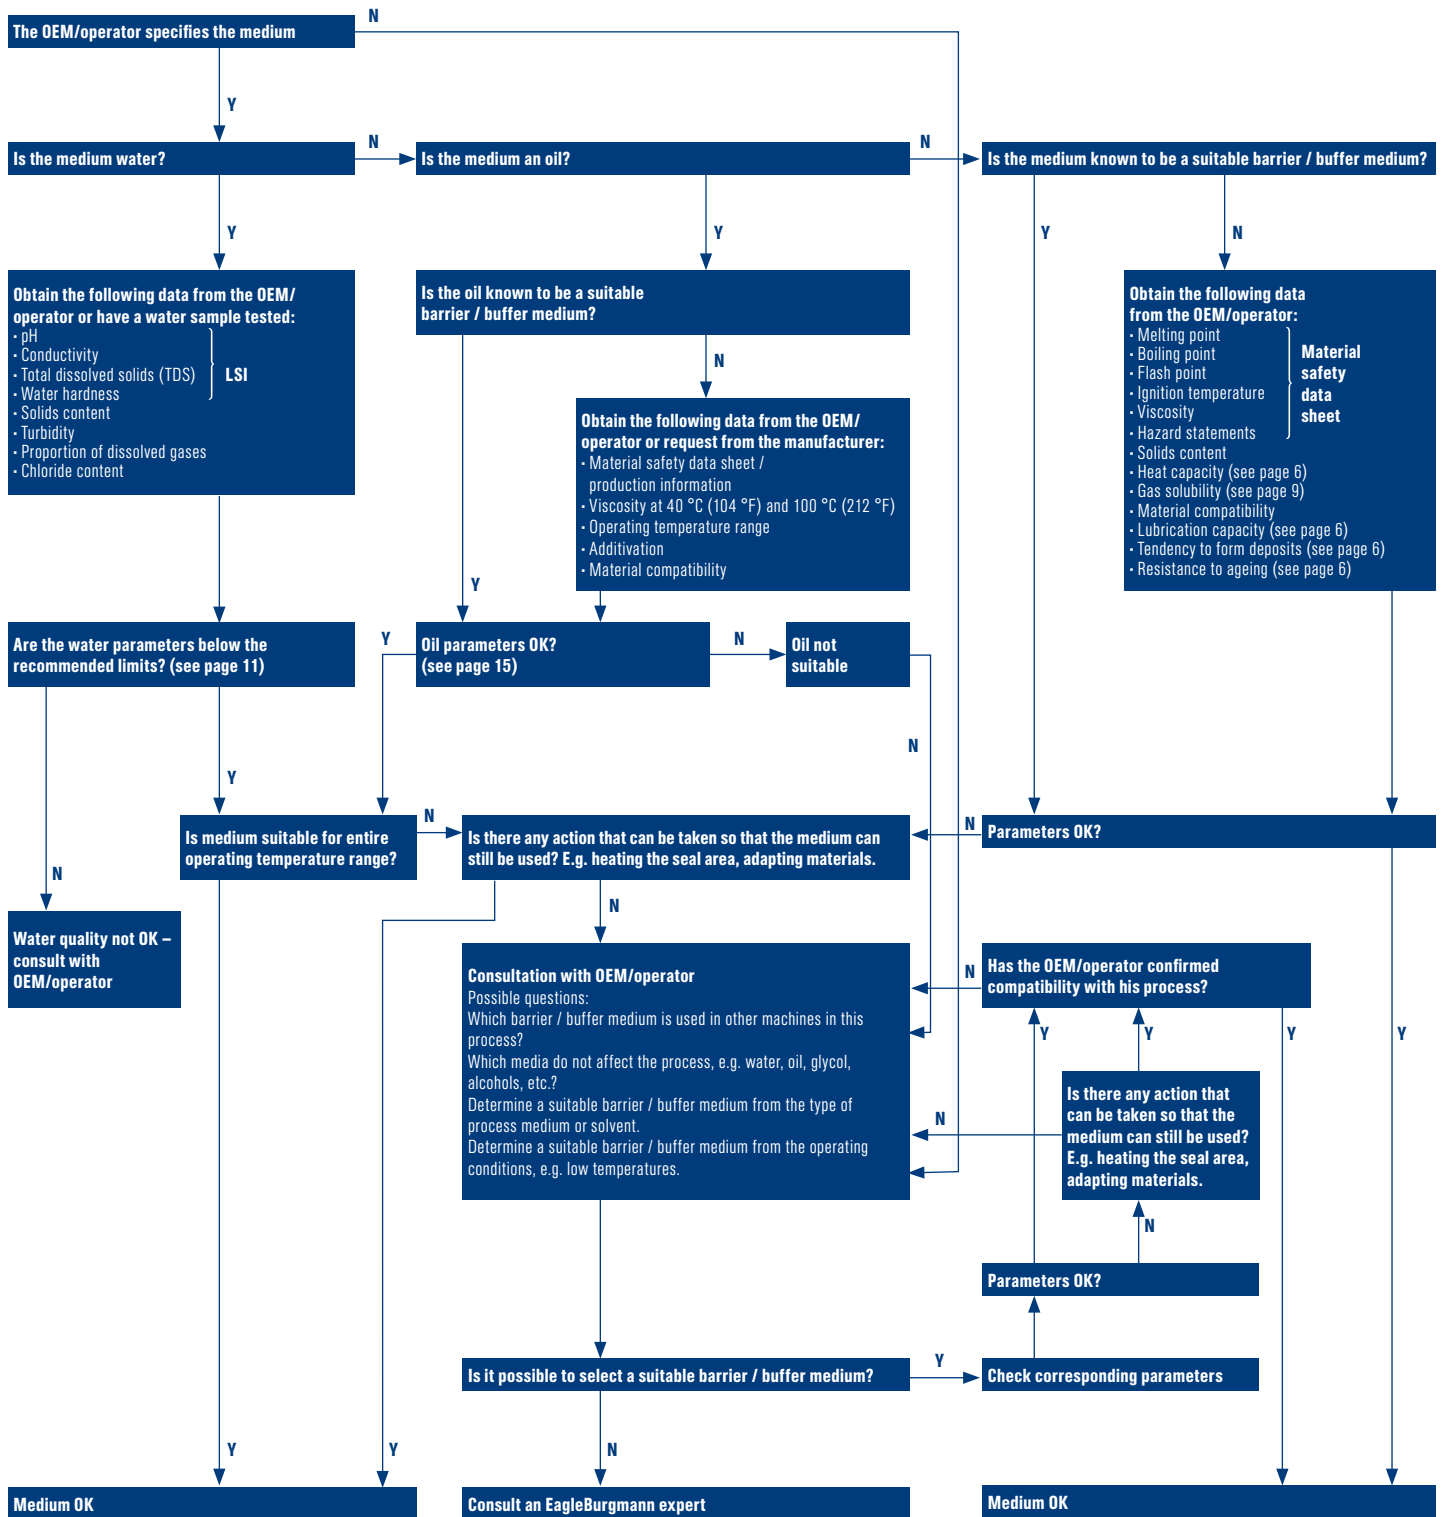 The OEM/operator specifies the medium
N
Y
Is the medium water?
N
Is the medium an oil?
N
Is the medium known to be a suitable barrier / buffer medium?
Y
Y
Y
N
Obtain the following data from the OEM/
operator or have a water sample tested:
· pH
· Conductivity
· Total dissolved solids (TDS)
· Water hardness
LSI
· Solids content
· Turbidity
· Proportion of dissolved gases
· Chloride content
Is the oil known to be a suitable
barrier / buffer medium?
N
Y
Obtain the following data from the OEM/
operator or request from the manufacturer:
· Material safety data sheet /
production information
· Viscosity at 40 °C (104 °F) and 100 °C (212 °F)
· Operating temperature range
· Additivation
· Material compatibility
Obtain the following data
from the OEM/operator:
· Melting point
· Boiling point
· Flash point
· Ignition temperature
· Viscosity
· Hazard statements
Material
safety
data
sheet
· Solids content
· Heat capacity (see page 6)
· Gas solubility (see page 9)
· Material compatibility
· Lubrication capacity (see page 6)
· Tendency to form deposits (see page 6)
· Resistance to ageing (see page 6)
Are the water parameters below the
recommended limits? (see page 11)
Y
Oil parameters OK?
(see page 15)
N
Oil not
suitable
N
Y
N
Is medium suitable for entire
operating temperature range?
N
Is there any action that can be taken so that the medium can
still be used? E.g. heating the seal area, adapting materials.
N
Parameters OK?
N
Water quality not OK –
consult with
OEM/operator
Consultation with OEM/operator
Possible questions:
Which barrier / buffer medium is used in other machines in this
process?
Which media do not affect the process, e.g. water, oil, glycol,
alcohols, etc.?
Determine a suitable barrier / buffer medium from the type of
process medium or solvent.
Determine a suitable barrier / buffer medium from the operating
conditions, e.g. low temperatures.
N
Has the OEM/operator confirmed
compatibility with his process?
Y
Y
Y
Y
N
Is there any action that
can be taken so that the
medium can still be used?
E.g. heating the seal area,
adapting materials.
N
Parameters OK?
Is it possible to select a suitable barrier / buffer medium?
Y
Check corresponding parameters
Y
Y
N
Medium OK
Consult an EagleBurgmann expert
Medium OK